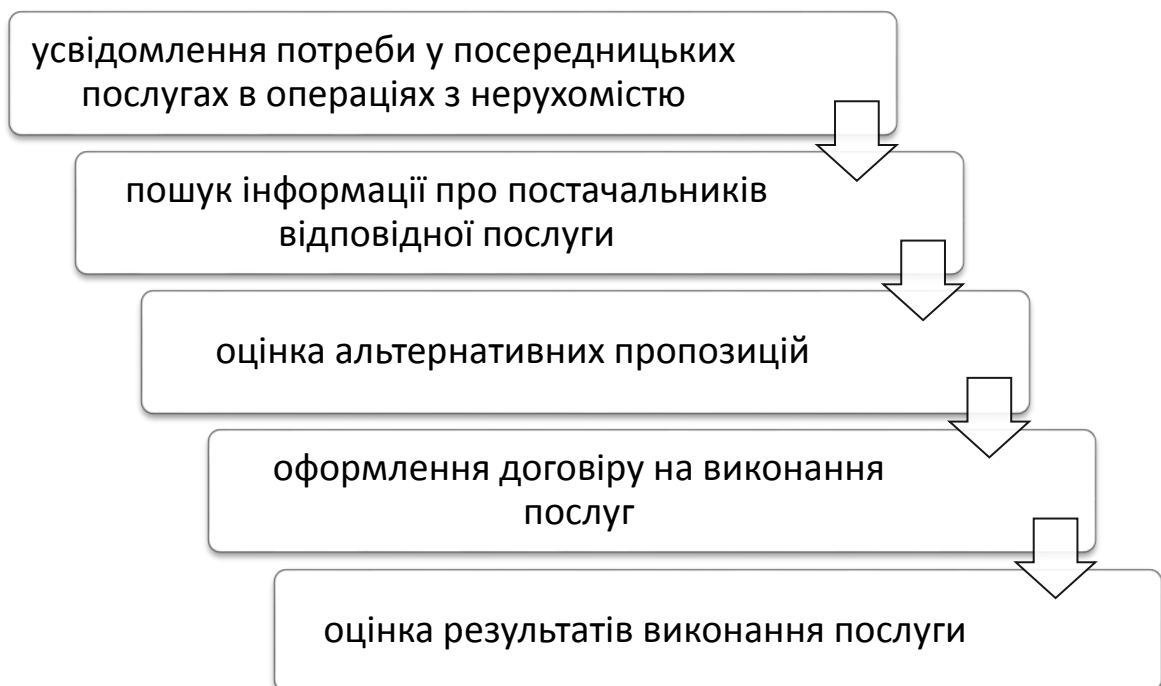 усвідомлення потреби у посередницьких
послугах в операціях з нерухомістю
пошук інформації про постачальників
відповідної послуги
оцінка альтернативних пропозицій
оформлення договіру на виконання
послуг
оцінка результатів виконання послуги